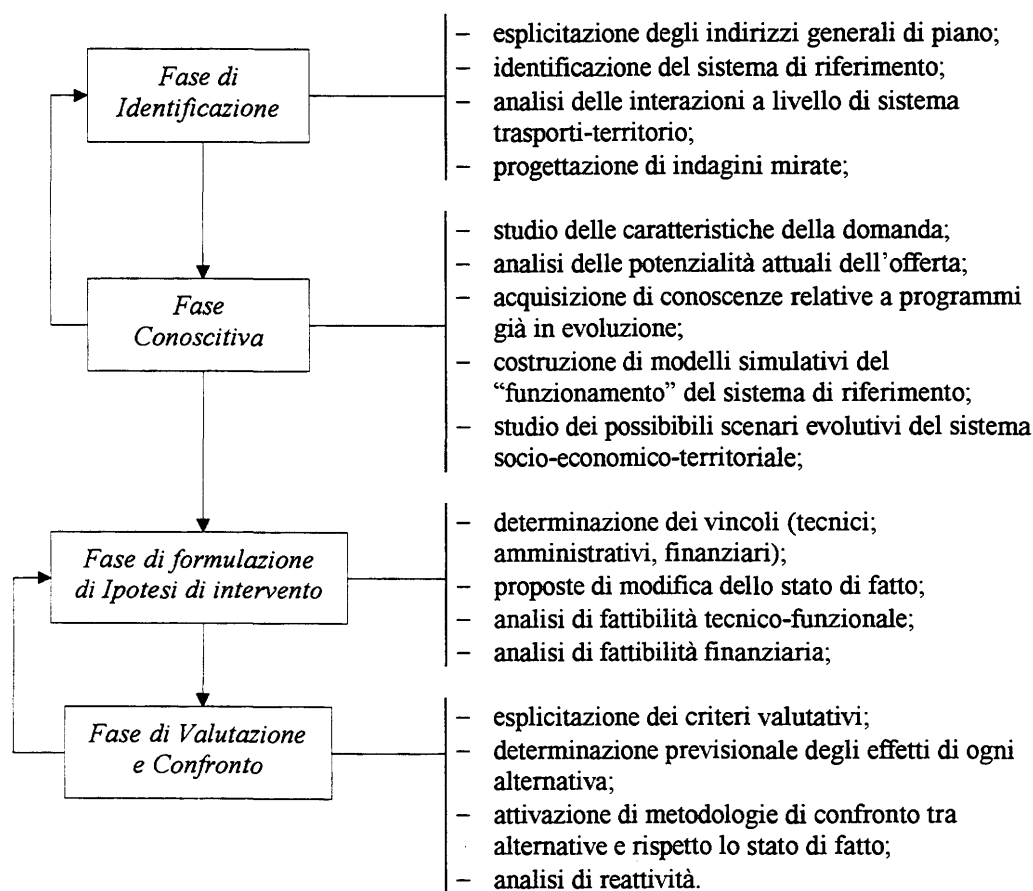 Fase di
Identificazione
– esplicitazione degli indirizzi generali di piano;
– identificazione del sistema di riferimento;
– analisi delle interazioni a livello di sistema
trasporti-territorio;
– progettazione di indagini mirate;
Fase
Conoscitiva
– studio delle caratteristiche della domanda;
– analisi delle potenzialità attuali dell'offerta;
– acquisizione di conoscenze relative a programmi
già in evoluzione;
– costruzione di modelli simulativi del
“funzionamento” del sistema di riferimento;
– studio dei possibibili scenari evolutivi del sistema
socio-economico-territoriale;
Fase di formulazione
di Ipotesi di intervento
– determinazione dei vincoli (tecnici;
amministrativi, finanziari);
– proposte di modifica dello stato di fatto;
– analisi di fattibilità tecnico-funzionale;
– analisi di fattibilità finanziaria;
Fase di Valutazione
e Confronto
– esplicitazione dei criteri valutativi;
– determinazione previsionale degli effetti di ogni
alternativa;
– attivazione di metodologie di confronto tra
alternative e rispetto lo stato di fatto;
– analisi di reattività.